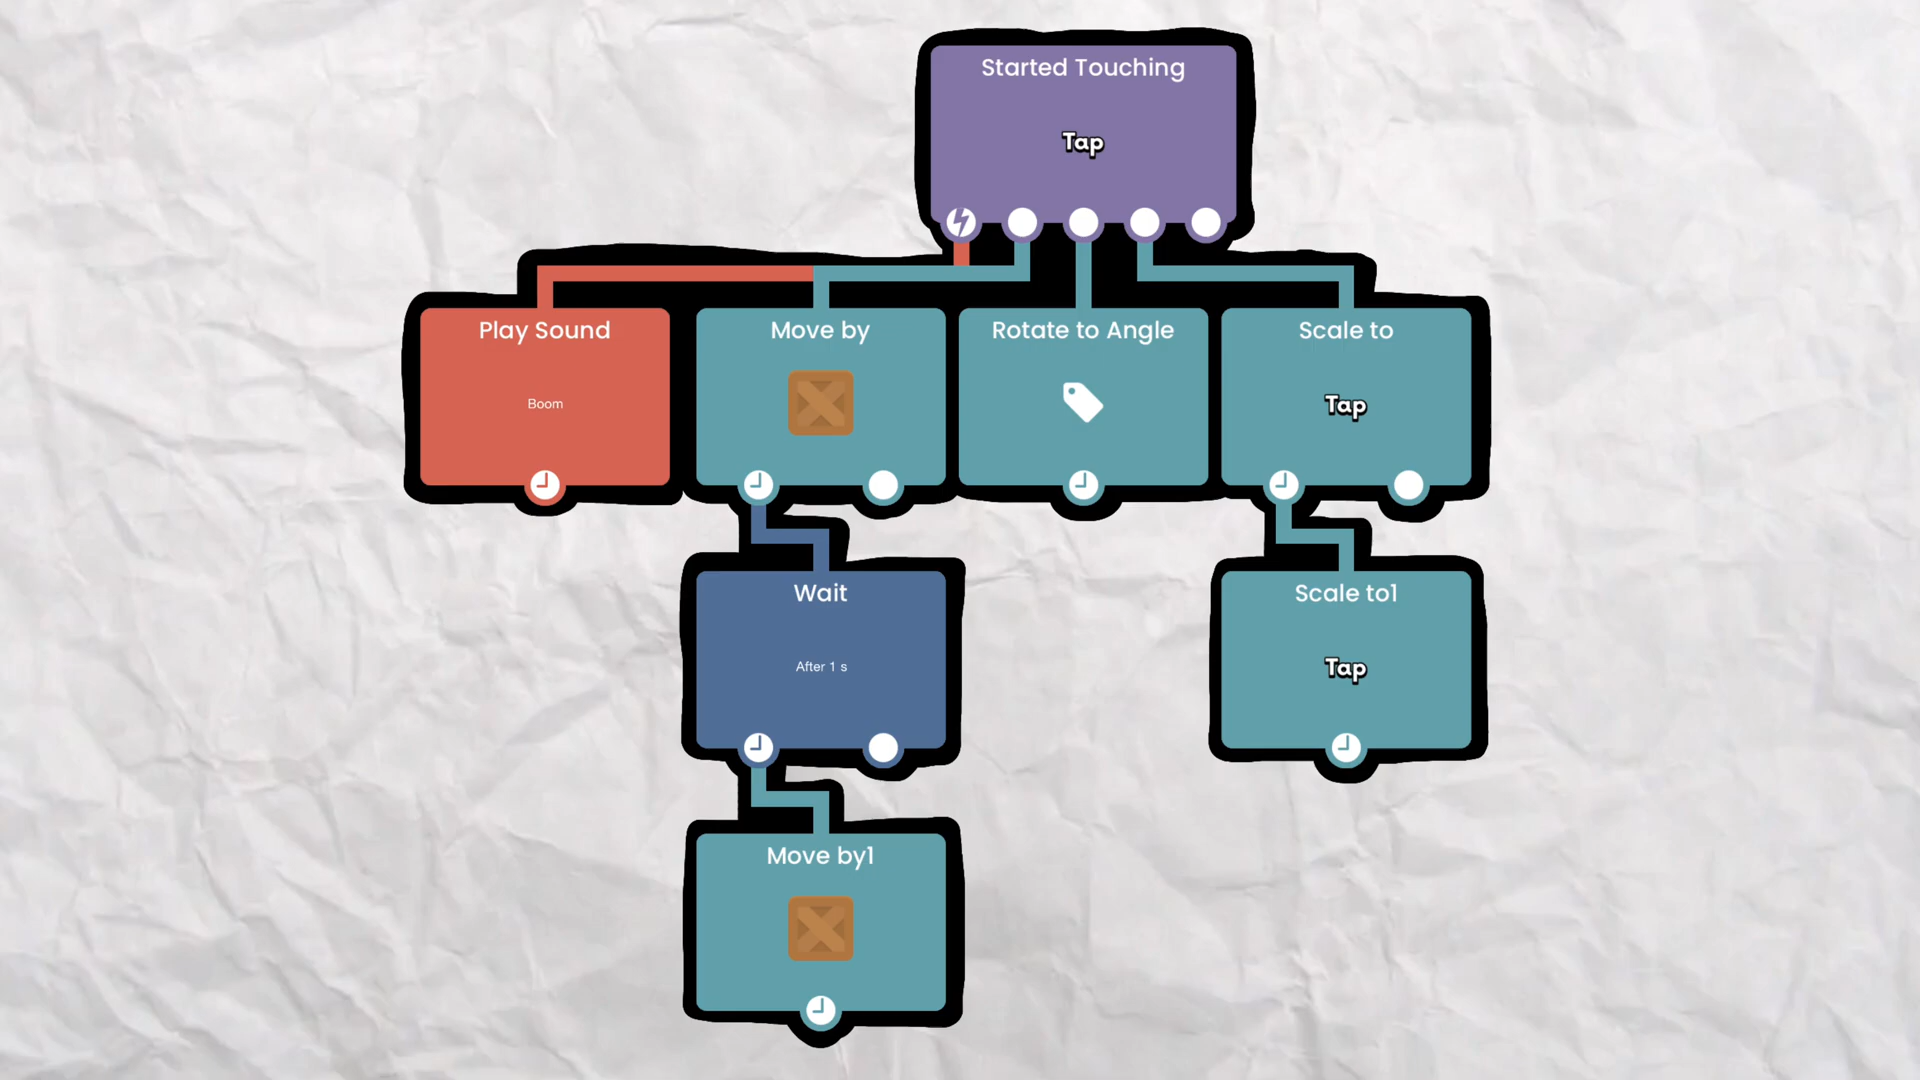 Started Touching
Tap
Play Sound
Boom
Move by
Rotate to Angle
Scale to
Tap
Wait
After 1 s
Scale to1
Tap
Move by1